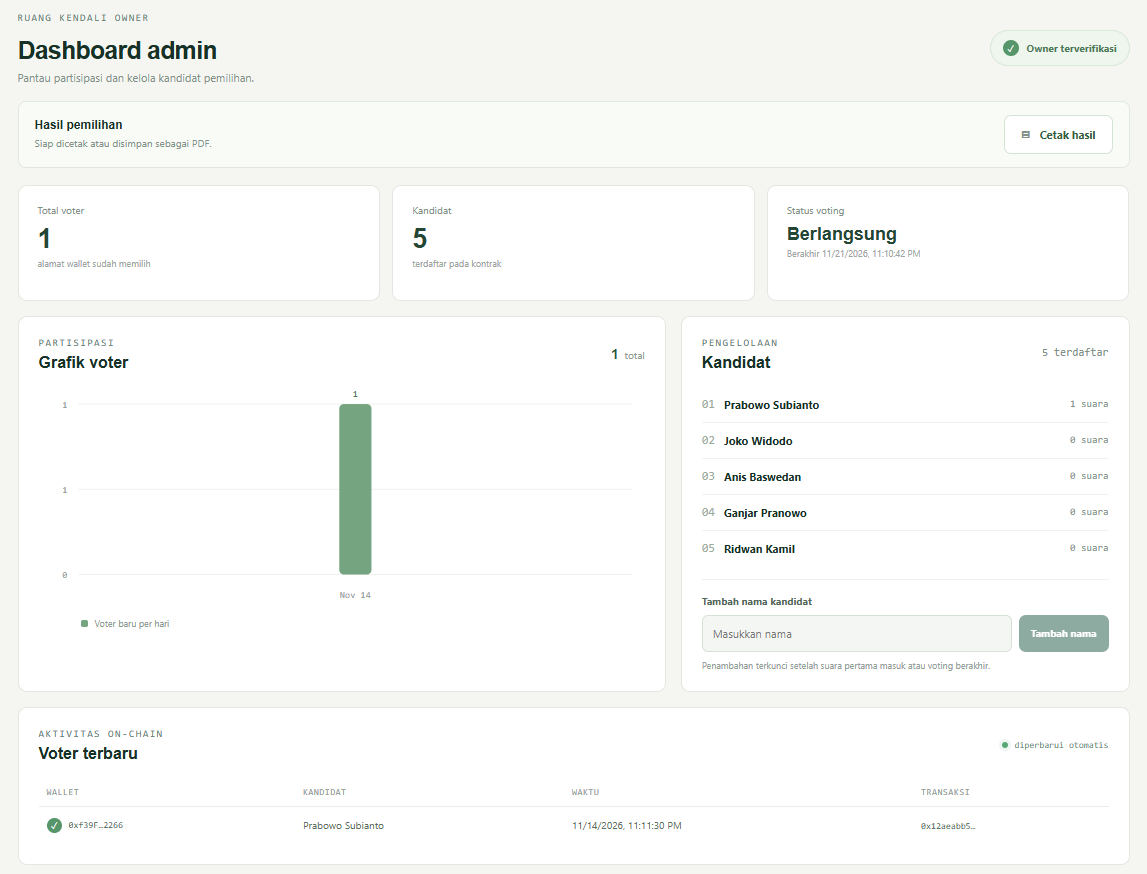 RUANG KENDALI OWNER
Dashboard admin
Pantau partisipasi dan kelola kandidat pemilihan.
Owner terverifikasi
Hasil pemilihan
Siap dicetak atau disimpan sebagai PDF.
Cetak hasil
Total voter
1
alamat wallet sudah memilih
Kandidat
5
terdaftar pada kontrak
Status voting
Berlangsung
Berakhir 11/21/2026, 11:10:42 PM
PARTISIPASI
Grafik voter
1 total
1
1
1
0
Nov 14
Voter baru per hari
PENGELOLAAN
Kandidat
5 terdaftar
01 Prabowo Subianto 1 suara
02 Joko Widodo 0 suara
03 Anis Baswedan 0 suara
04 Ganjar Pranowo 0 suara
05 Ridwan Kamil 0 suara
Tambah nama kandidat
Masukkan nama
Tambah nama
Penambahan terkunci setelah suara pertama masuk atau voting berakhir.
AKTIVITAS ON-CHAIN
Voter terbaru
diperbarui otomatis
WALLET KANDIDAT WAKTU TRANSAKSI
0xf39F…2266 Prabowo Subianto 11/14/2026, 11:11:30 PM 0x12aeabb5…